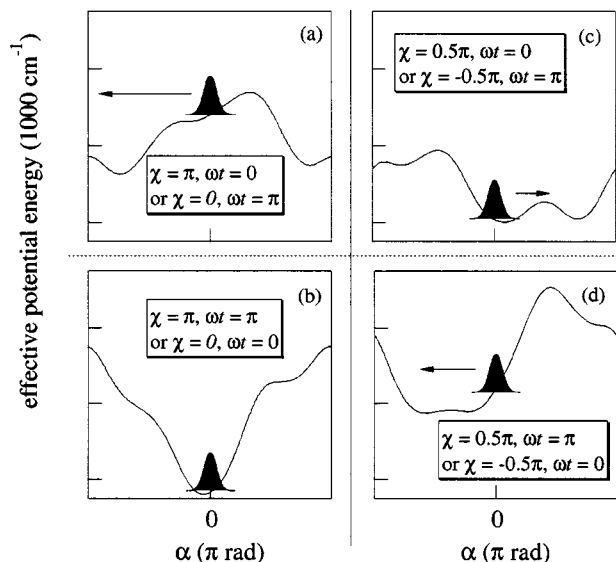 effective potential energy (1000 cm⁻¹)
(a)
χ = π, ωt = 0
or χ = 0, ωt = π
(c)
χ = 0.5π, ωt = 0
or χ = -0.5π, ωt = π
(b)
χ = π, ωt = π
or χ = 0, ωt = 0
(d)
χ = 0.5π, ωt = π
or χ = -0.5π, ωt = 0
0
0
α (π rad)
α (π rad)